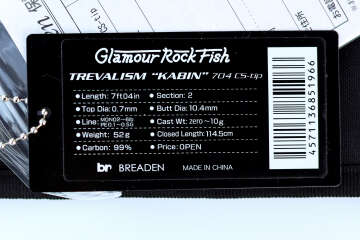 Glamour Rock Fish
TREVALISM "KABIN" 704 CS-tip
● Length: 7ft04in ● Section: 2
● Top Dia: 0.7mm ● Butt Dia: 10.4mm
● Line: MONO2–6lb PE0.1–0.5G ● Cast Wt: ZERO–10g
● Weight: 52g ● Closed Length: 114.5cm
● Carbon: 99% ● Price: OPEN
br BREADEN MADE IN CHINA
4571136851966
CS-tip